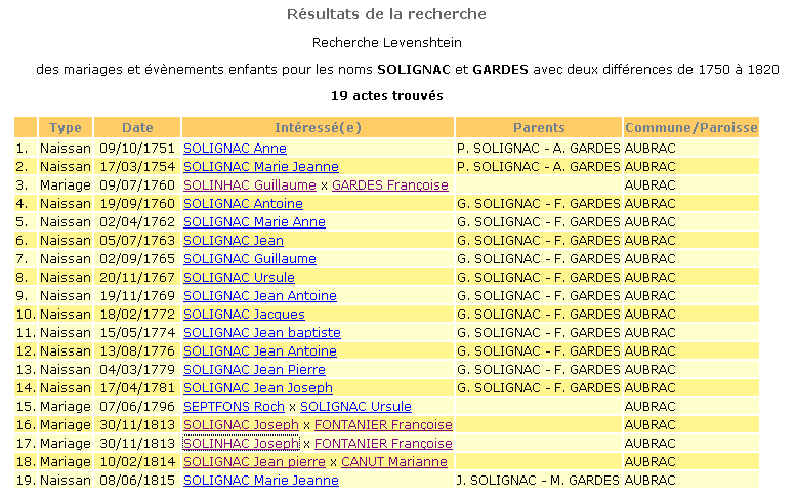 Résultats de la recherche
Recherche Levenshtein
des mariages et évènements enfants pour les noms SOLIGNAC et GARDES avec deux différences de 1750 à 1820
19 actes trouvés
Type Date Intéressé(e) Parents Commune/Paroisse
1. Naissan 09/10/1751 SOLIGNAC Anne P. SOLIGNAC - A. GARDES AUBRAC
2. Naissan 17/03/1754 SOLIGNAC Marie Jeanne P. SOLIGNAC - A. GARDES AUBRAC
3. Mariage 09/07/1760 SOLINHAC Guillaume x GARDES Françoise AUBRAC
4. Naissan 19/09/1760 SOLIGNAC Antoine G. SOLIGNAC - F. GARDES AUBRAC
5. Naissan 02/04/1762 SOLIGNAC Marie Anne G. SOLIGNAC - F. GARDES AUBRAC
6. Naissan 05/07/1763 SOLIGNAC Jean G. SOLIGNAC - F. GARDES AUBRAC
7. Naissan 02/09/1765 SOLIGNAC Guillaume G. SOLIGNAC - F. GARDES AUBRAC
8. Naissan 20/11/1767 SOLIGNAC Ursule G. SOLIGNAC - F. GARDES AUBRAC
9. Naissan 19/11/1769 SOLIGNAC Jean Antoine G. SOLIGNAC - F. GARDES AUBRAC
10. Naissan 18/02/1772 SOLIGNAC Jacques G. SOLIGNAC - F. GARDES AUBRAC
11. Naissan 15/05/1774 SOLIGNAC Jean baptiste G. SOLIGNAC - F. GARDES AUBRAC
12. Naissan 13/08/1776 SOLIGNAC Jean Antoine G. SOLIGNAC - F. GARDES AUBRAC
13. Naissan 04/03/1779 SOLIGNAC Jean Pierre G. SOLIGNAC - F. GARDES AUBRAC
14. Naissan 17/04/1781 SOLIGNAC Jean Joseph G. SOLIGNAC - F. GARDES AUBRAC
15. Mariage 07/06/1796 SEPTFONS Roch x SOLIGNAC Ursule AUBRAC
16. Mariage 30/11/1813 SOLIGNAC Joseph x FONTANIER Françoise AUBRAC
17. Mariage 30/11/1813 SOLINHAC Joseph x FONTANIER Françoise AUBRAC
18. Mariage 10/02/1814 SOLIGNAC Jean pierre x CANUT Marianne AUBRAC
19. Naissan 08/06/1815 SOLIGNAC Marie Jeanne J. SOLIGNAC - M. GARDES AUBRAC